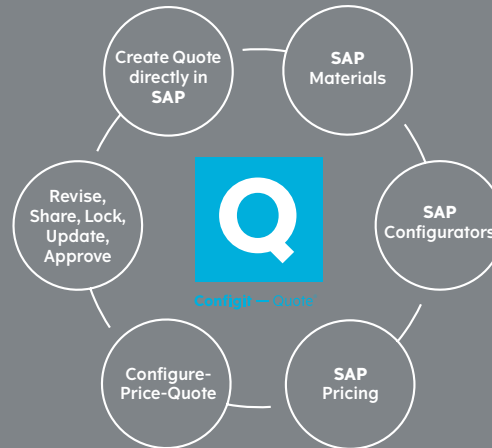 Create Quote
directly in
SAP
SAP
Materials
Revise,
Share, Lock,
Update,
Approve
SAP
Configurators
Q
Configit — Quote
Configure-
Price-Quote
SAP
Pricing